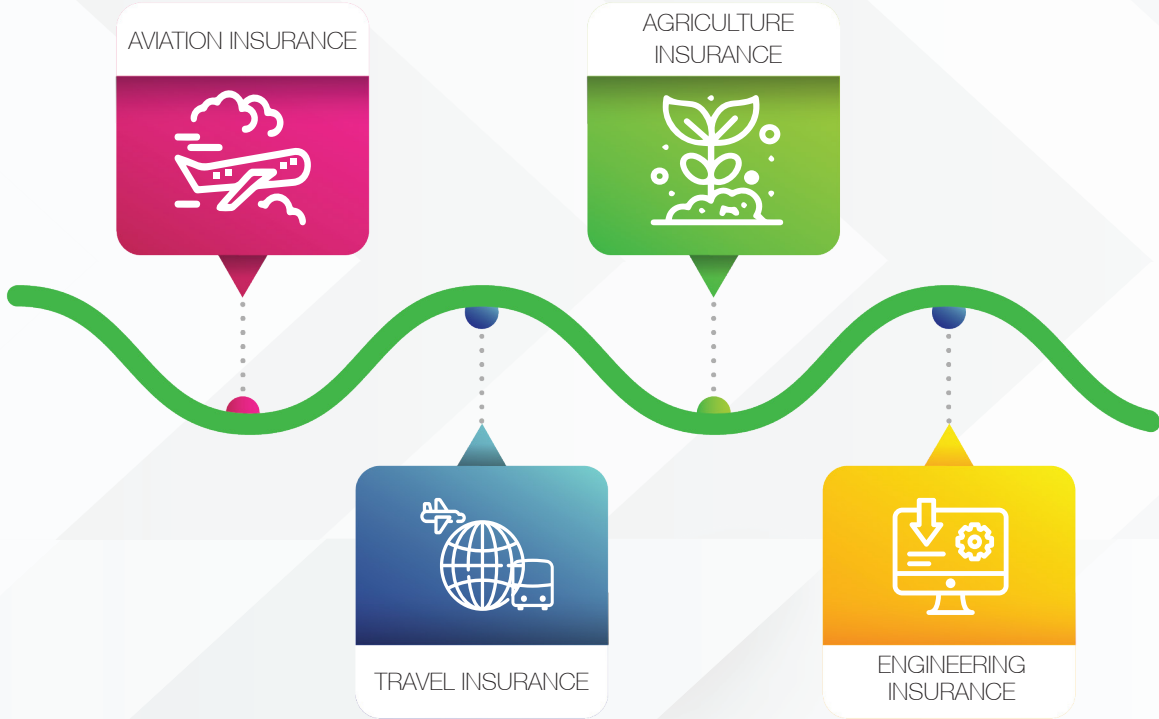 AVIATION INSURANCE
AGRICULTURE
INSURANCE
TRAVEL INSURANCE
ENGINEERING
INSURANCE